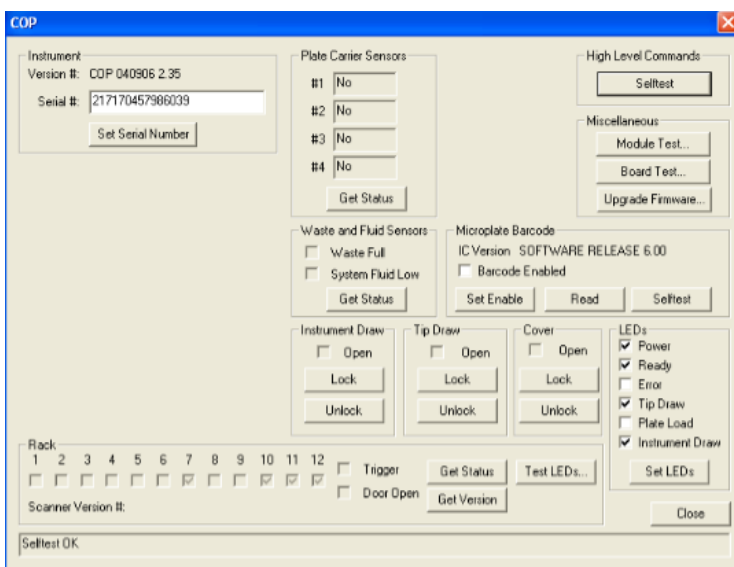 COP
Instrument
Version #: COP 040906 2.35
Serial #: 217170457986039
Set Serial Number
Plate Carrier Sensors
#1 No
#2 No
#3 No
#4 No
Get Status
High Level Commands
Selftest
Miscellaneous
Module Test...
Board Test...
Upgrade Firmware...
Waste and Fluid Sensors
Waste Full
System Fluid Low
Get Status
Microplate Barcode
IC Version SOFTWARE RELEASE 6.00
Barcode Enabled
Set Enable Read Selftest
Instrument Draw
Open
Lock
Unlock
Tip Draw
Open
Lock
Unlock
Cover
Open
Lock
Unlock
LEDs
Power
Ready
Error
Tip Draw
Plate Load
Instrument Draw
Set LEDs
Rack
1 2 3 4 5 6 7 8 9 10 11 12
Trigger
Door Open
Get Status
Get Version
Test LEDs...
Scanner Version #:
Close
Selftest OK